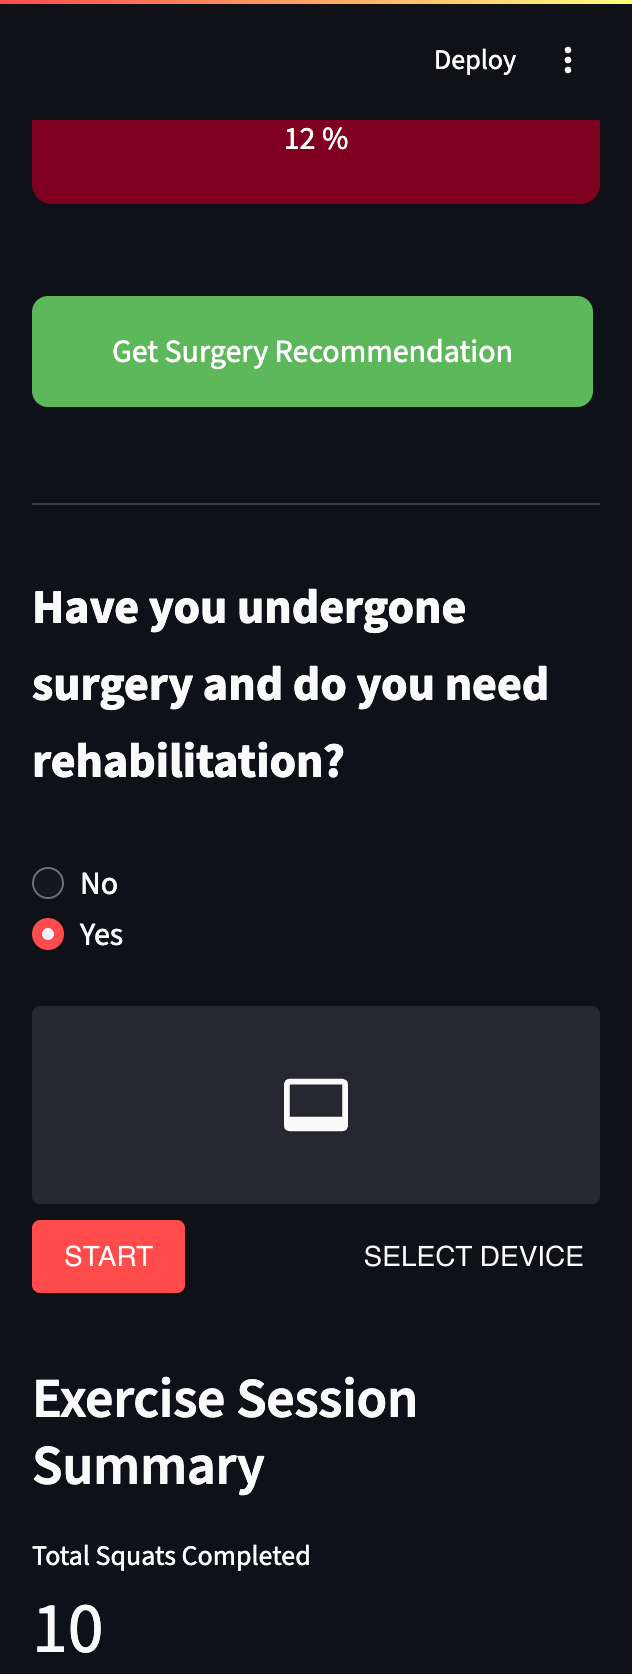 Deploy
12 %
Get Surgery Recommendation
Have you undergone
surgery and do you need
rehabilitation?
No
Yes
START
SELECT DEVICE
Exercise Session
Summary
Total Squats Completed
10